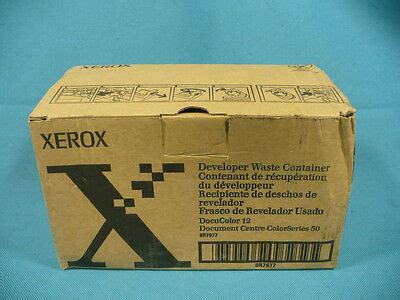 XEROX
XEROX
Developer Waste Container
Contenant de récupération
du développeur
Recipiente de deschos de
revelador
Frasco de Revelador Usado
DocuColor 12
Document Centre ColorSeries 50
8R7977
8R7977